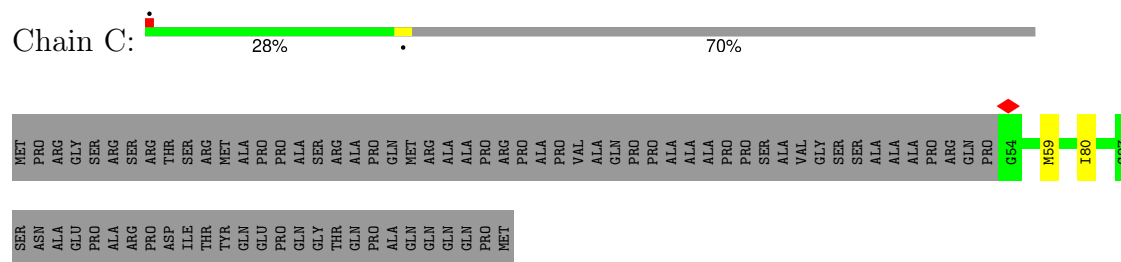 Chain C:
28%
70%
MET PRO ARG GLY SER ARG SER ARG THR SER ARG MET ALA PRO PRO ALA SER ARG ALA PRO GLN MET ARG ALA ALA PRO ARG PRO ALA PRO VAL ALA GLN PRO PRO ALA ALA ALA PRO PRO SER ALA VAL GLY SER SER ALA ALA ALA PRO ARG GLN PRO G54 M59 I80
SER ASN ALA GLU PRO ALA ARG PRO ASP ILE THR TYR GLN GLU PRO GLN GLY THR GLN PRO ALA GLN GLN GLN GLN PRO MET